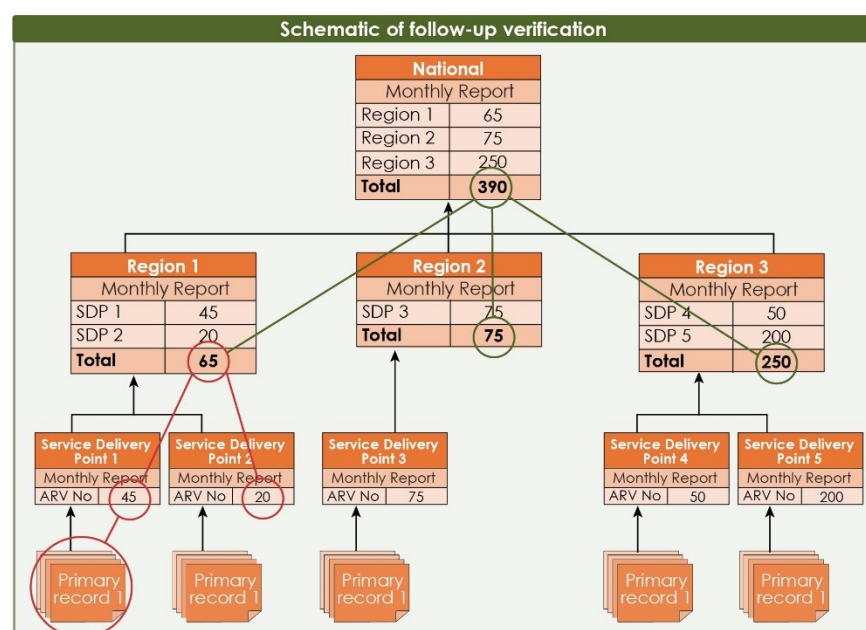 Schematic of follow-up verification
National
Monthly Report
Region 1 65
Region 2 75
Region 3 250
Total 390
Region 1
Monthly Report
SDP 1 45
SDP 2 20
Total 65
Region 2
Monthly Report
SDP 3 75
Total 75
Region 3
Monthly Report
SDP 4 50
SDP 5 200
Total 250
Service Delivery
Point 1
Monthly Report
ARV No 45
Service Delivery
Point 2
Monthly Report
ARV No 20
Service Delivery
Point 3
Monthly Report
ARV No 75
Service Delivery
Point 4
Monthly Report
ARV No 50
Service Delivery
Point 5
Monthly Report
ARV No 200
Primary
record 1
Primary
record 1
Primary
record 1
Primary
record 1
Primary
record 1